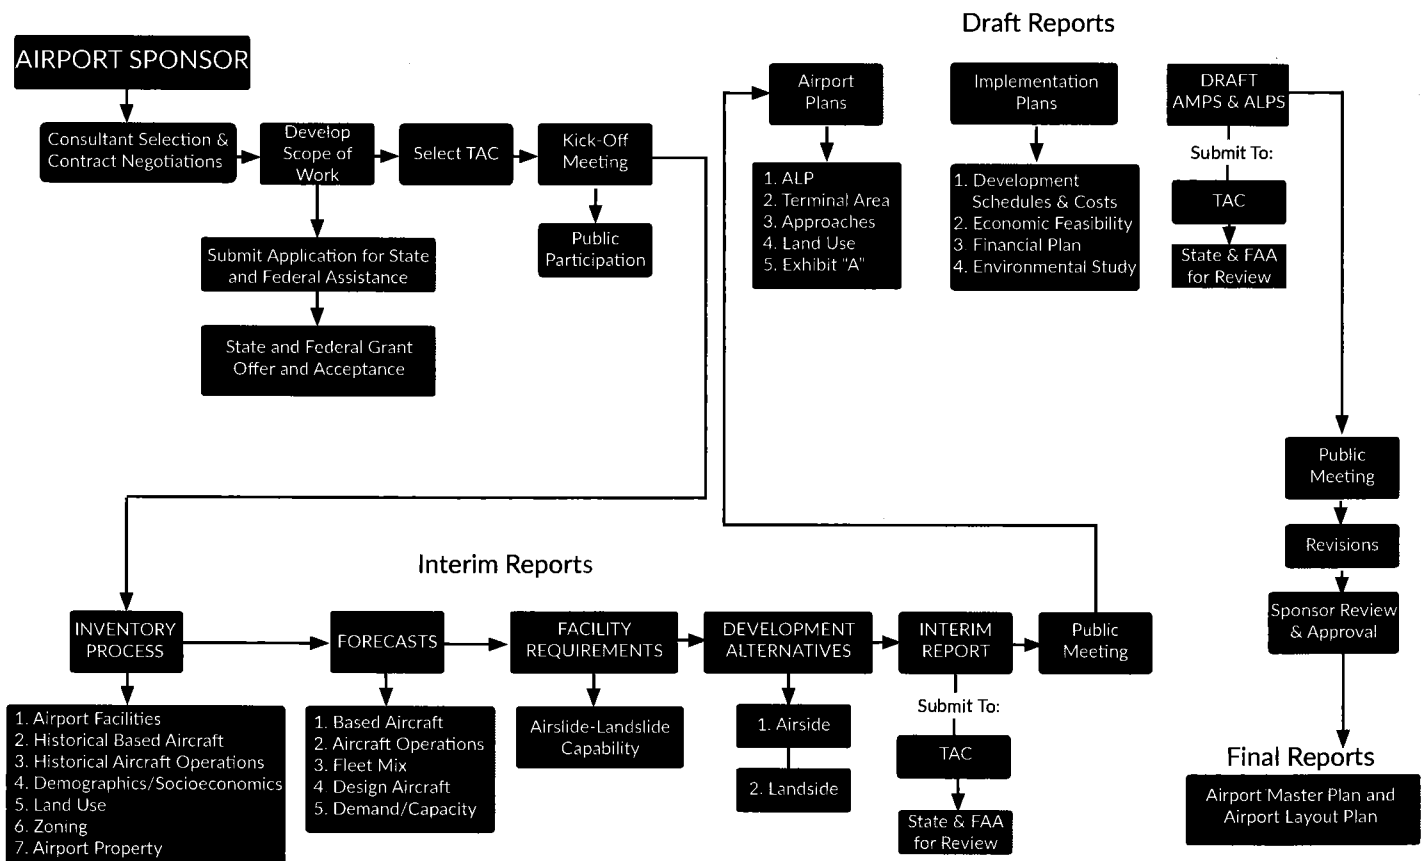 Draft Reports
AIRPORT SPONSOR
Consultant Selection &
Contract Negotiations
Develop
Scope of
Work
Select TAC
Kick-Off
Meeting
Public
Participation
Submit Application for State
and Federal Assistance
State and Federal Grant
Offer and Acceptance
Airport
Plans
1. ALP
2. Terminal Area
3. Approaches
4. Land Use
5. Exhibit "A"
Implementation
Plans
1. Development
Schedules & Costs
2. Economic Feasibility
3. Financial Plan
4. Environmental Study
DRAFT
AMPS & ALPS
Submit To:
TAC
State & FAA
for Review
Public
Meeting
Revisions
Sponsor Review
& Approval
Final Reports
Airport Master Plan and
Airport Layout Plan
Interim Reports
INVENTORY
PROCESS
1. Airport Facilities
2. Historical Based Aircraft
3. Historical Aircraft Operations
4. Demographics/Socioeconomics
5. Land Use
6. Zoning
7. Airport Property
FORECASTS
1. Based Aircraft
2. Aircraft Operations
3. Fleet Mix
4. Design Aircraft
5. Demand/Capacity
FACILITY
REQUIREMENTS
Airslide-Landslide
Capability
DEVELOPMENT
ALTERNATIVES
1. Airside
2. Landside
INTERIM
REPORT
Submit To:
TAC
State & FAA
for Review
Public
Meeting